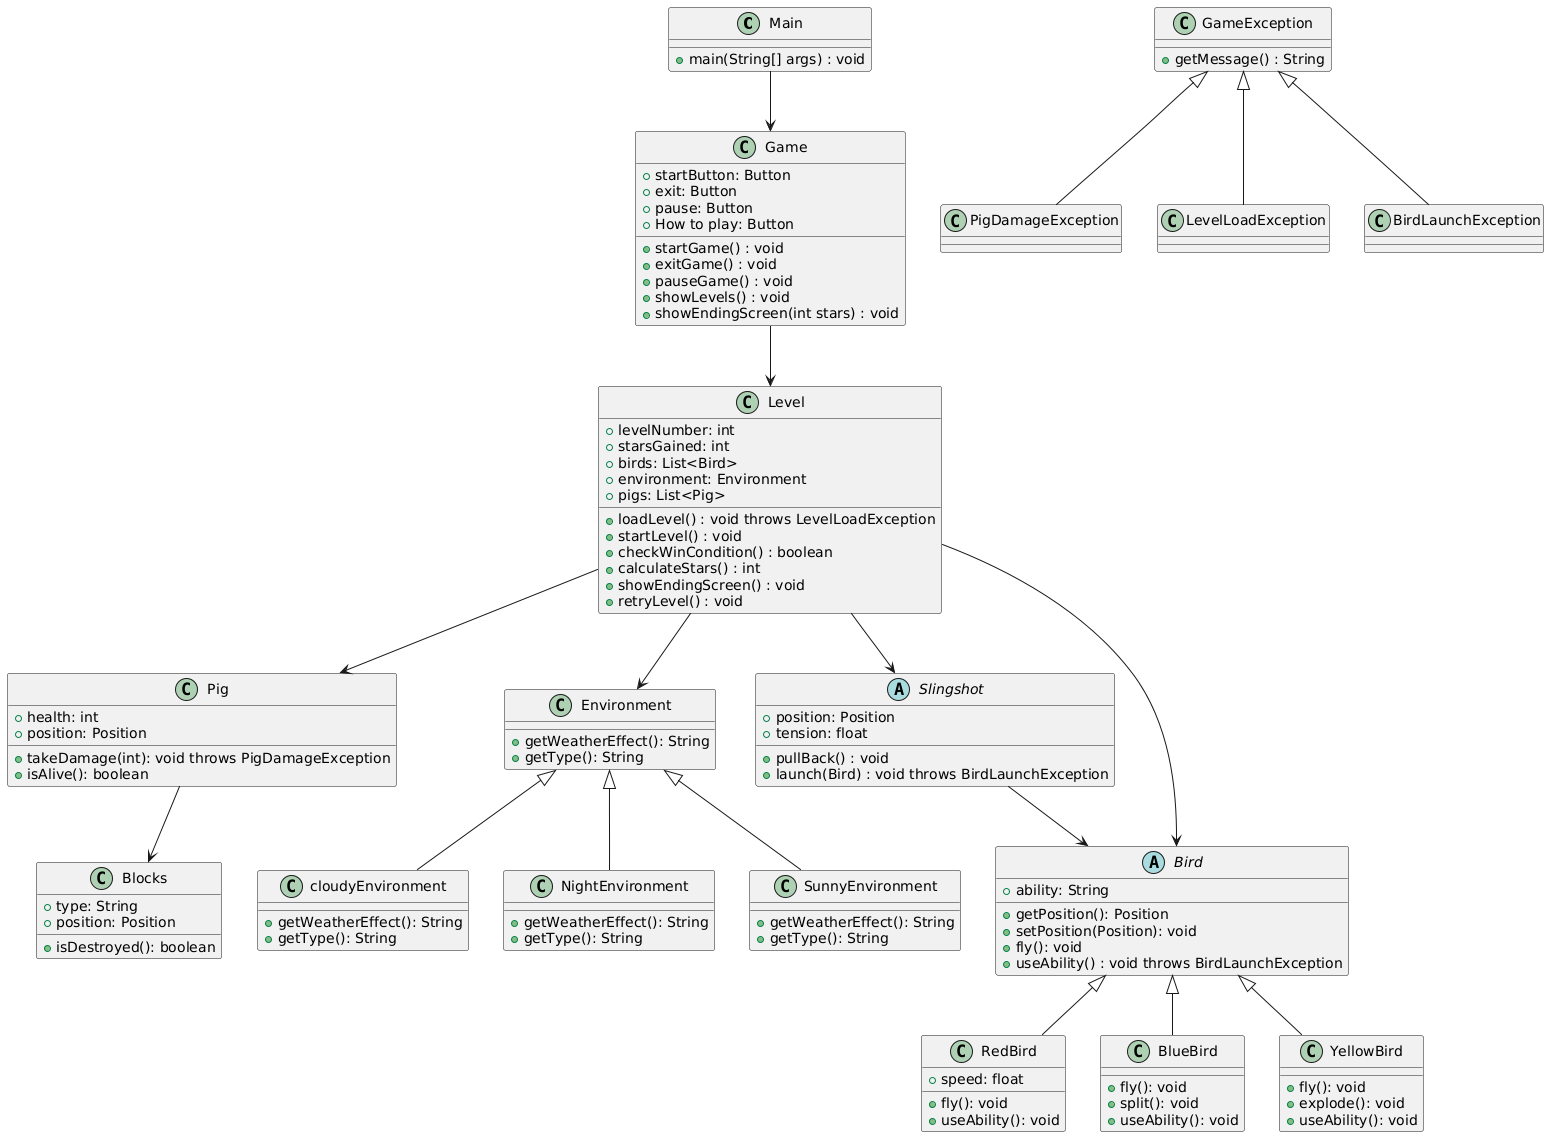 C Main
main(String[] args) : void
C GameException
getMessage() : String
C Game
startButton: Button
exit: Button
pause: Button
How to play: Button
startGame() : void
exitGame() : void
pauseGame() : void
showLevels() : void
showEndingScreen(int stars) : void
C PigDamageException
C LevelLoadException
C BirdLaunchException
C Level
levelNumber: int
starsGained: int
birds: List<Bird>
environment: Environment
pigs: List<Pig>
loadLevel() : void throws LevelLoadException
startLevel() : void
checkWinCondition() : boolean
calculateStars() : int
showEndingScreen() : void
retryLevel() : void
C Pig
health: int
position: Position
takeDamage(int): void throws PigDamageException
isAlive(): boolean
C Environment
getWeatherEffect(): String
getType(): String
A Slingshot
position: Position
tension: float
pullBack() : void
launch(Bird) : void throws BirdLaunchException
C Blocks
type: String
position: Position
isDestroyed(): boolean
C cloudyEnvironment
getWeatherEffect(): String
getType(): String
C NightEnvironment
getWeatherEffect(): String
getType(): String
C SunnyEnvironment
getWeatherEffect(): String
getType(): String
A Bird
ability: String
getPosition(): Position
setPosition(Position): void
fly(): void
useAbility() : void throws BirdLaunchException
C RedBird
speed: float
fly(): void
useAbility(): void
C BlueBird
fly(): void
split(): void
useAbility(): void
C YellowBird
fly(): void
explode(): void
useAbility(): void